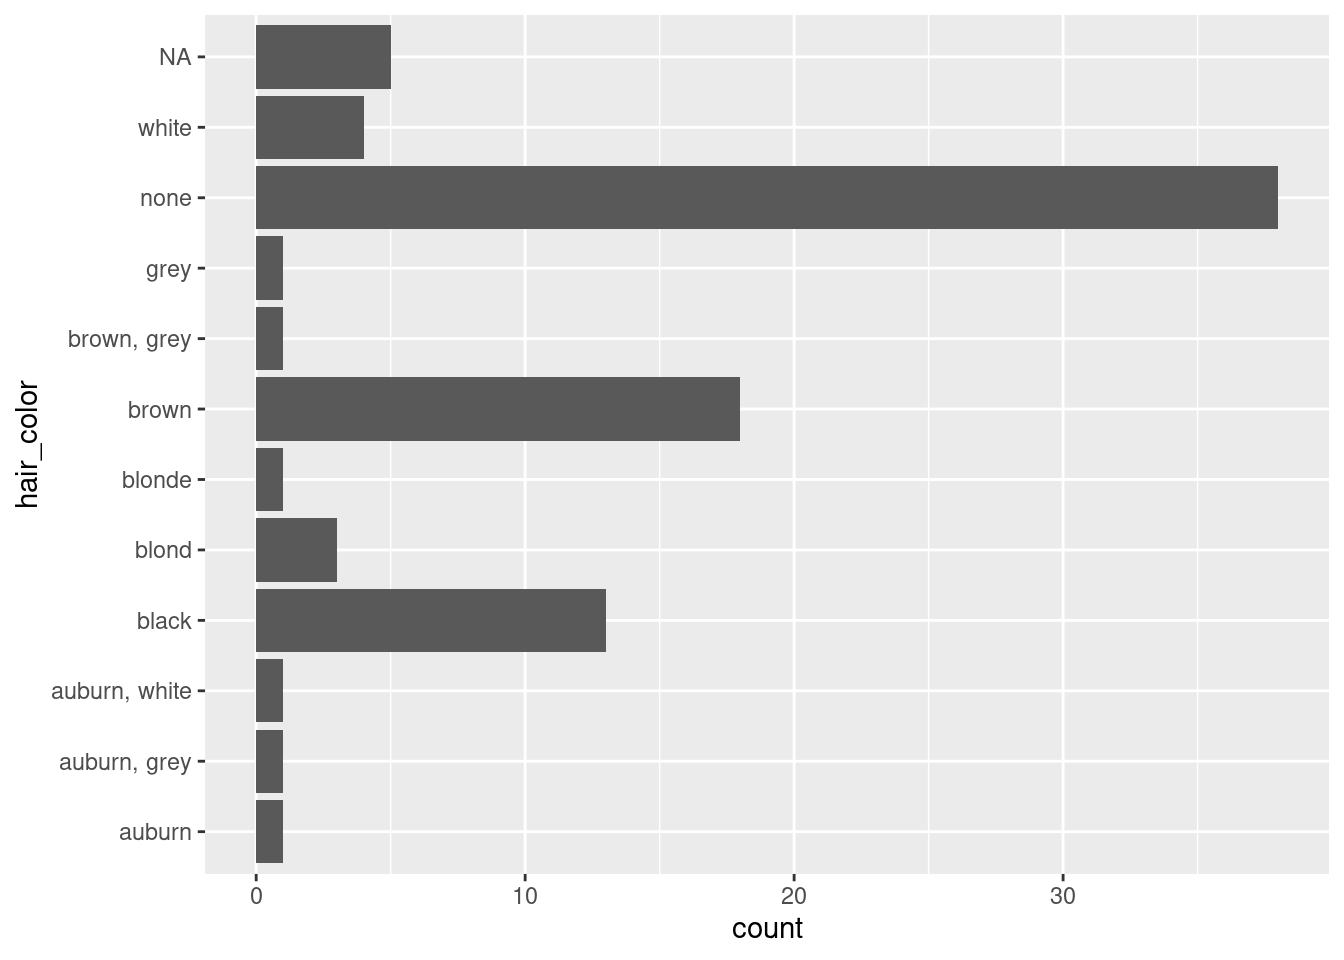 NA
white
none
grey
brown, grey
brown
blonde
blond
black
auburn, white
auburn, grey
auburn
hair_color
0 10 20 30
count